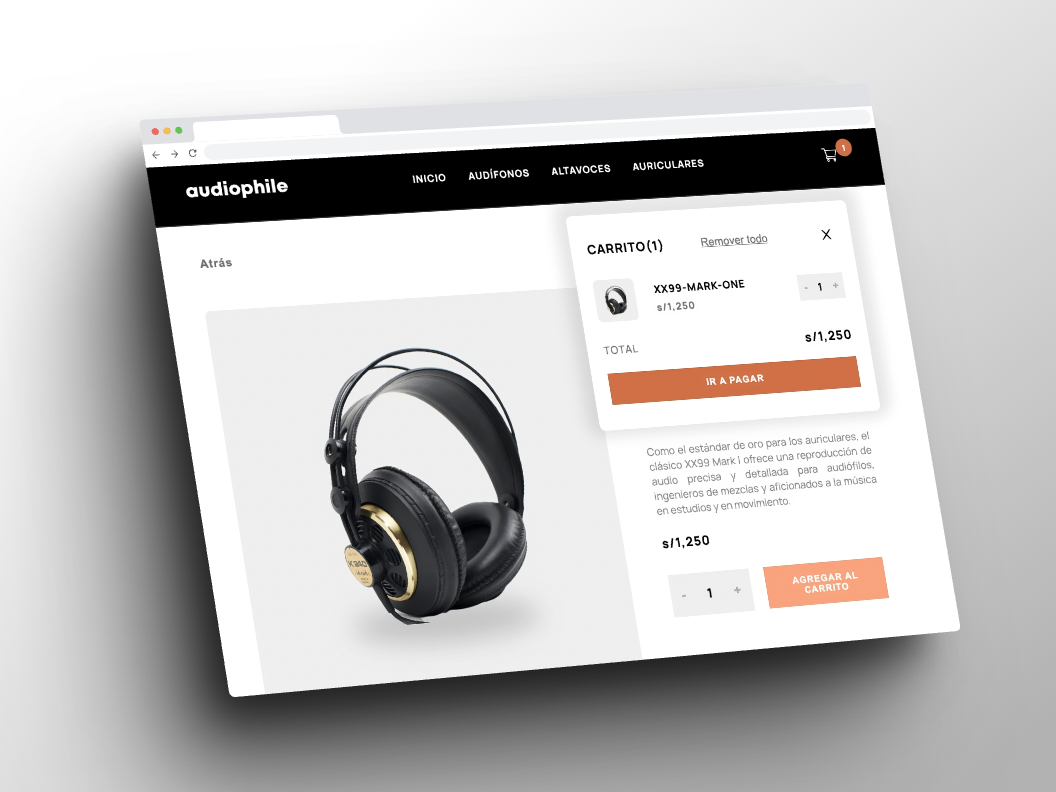 audiophile
INICIO AUDÍFONOS ALTAVOCES AURICULARES
1
Atrás
CARRITO(1) Remover todo X
XX99-MARK-ONE
s/1,250
- 1 +
TOTAL s/1,250
IR A PAGAR
Como el estándar de oro para los auriculares, el
clásico XX99 Mark I ofrece una reproducción de
audio precisa y detallada para audiófilos,
ingenieros de mezclas y aficionados a la música
en estudios y en movimiento.
s/1,250
- 1 +
AGREGAR AL
CARRITO